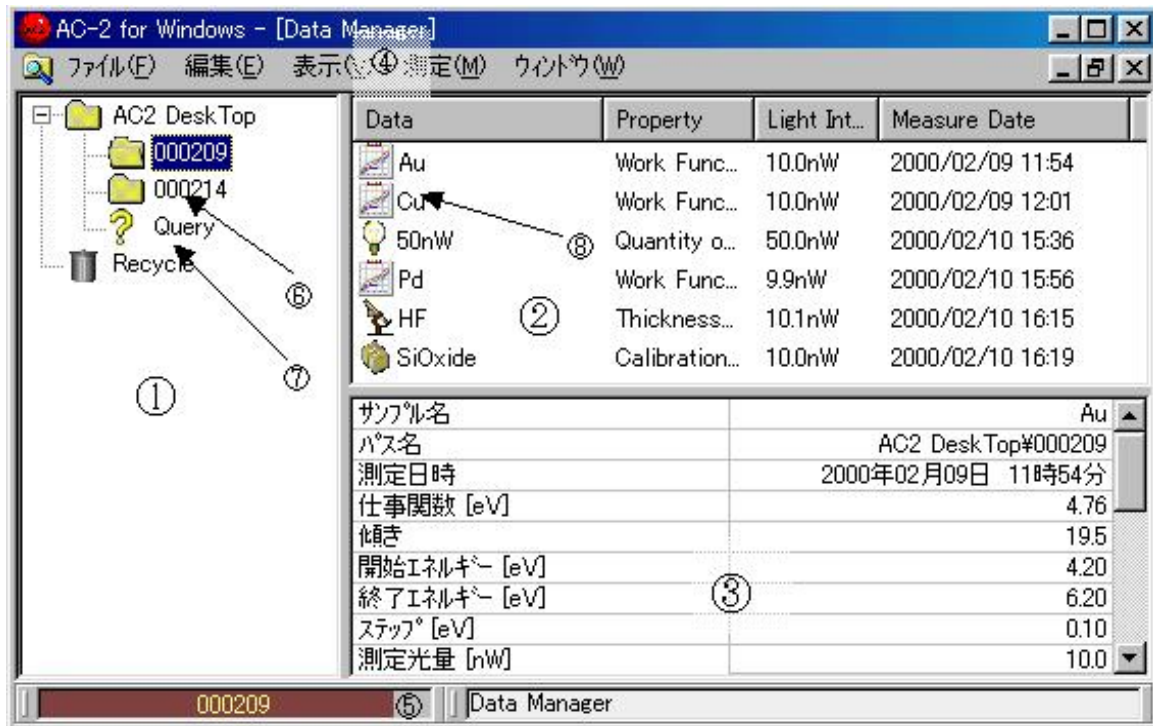 AC-2 for Windows - [Data Manager]
ファイル(F) 編集(E) 表示( ④ 測定(M) ウィンドウ(W)
AC2 DeskTop
000209
000214
Query
Recycle
⑥
⑦
①
Data Property Light Int... Measure Date
Au Work Func... 10.0nW 2000/02/09 11:54
Cu Work Func... 10.0nW 2000/02/09 12:01
50nW Quantity o... 50.0nW 2000/02/10 15:36
Pd Work Func... 9.9nW 2000/02/10 15:56
HF Thickness... 10.1nW 2000/02/10 16:15
SiOxide Calibration... 10.0nW 2000/02/10 16:19
⑧
②
サンプル名 Au
パス名 AC2 DeskTop¥000209
測定日時 2000年02月09日 11時54分
仕事関数 [eV] 4.76
傾き 19.5
開始エネルギー [eV] 4.20
終了エネルギー [eV] 6.20
ステップ [eV] 0.10
測定光量 [nW] 10.0
③
000209 ⑤ Data Manager